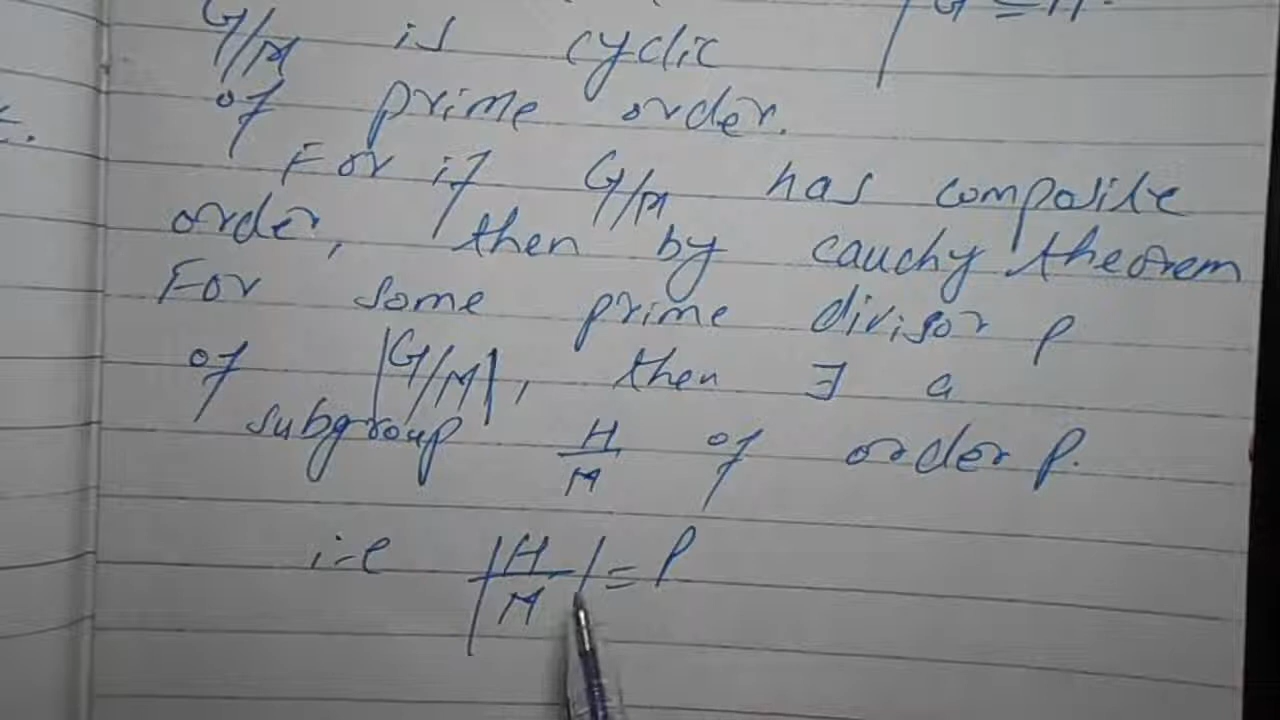 G/M is cyclic
of prime order.
For if G/M has composite
order, then by cauchy theorem
For some prime divisor p
of |G/M|, then ∃ a
subgroup H/M of order p.
i-e |H/M| = p